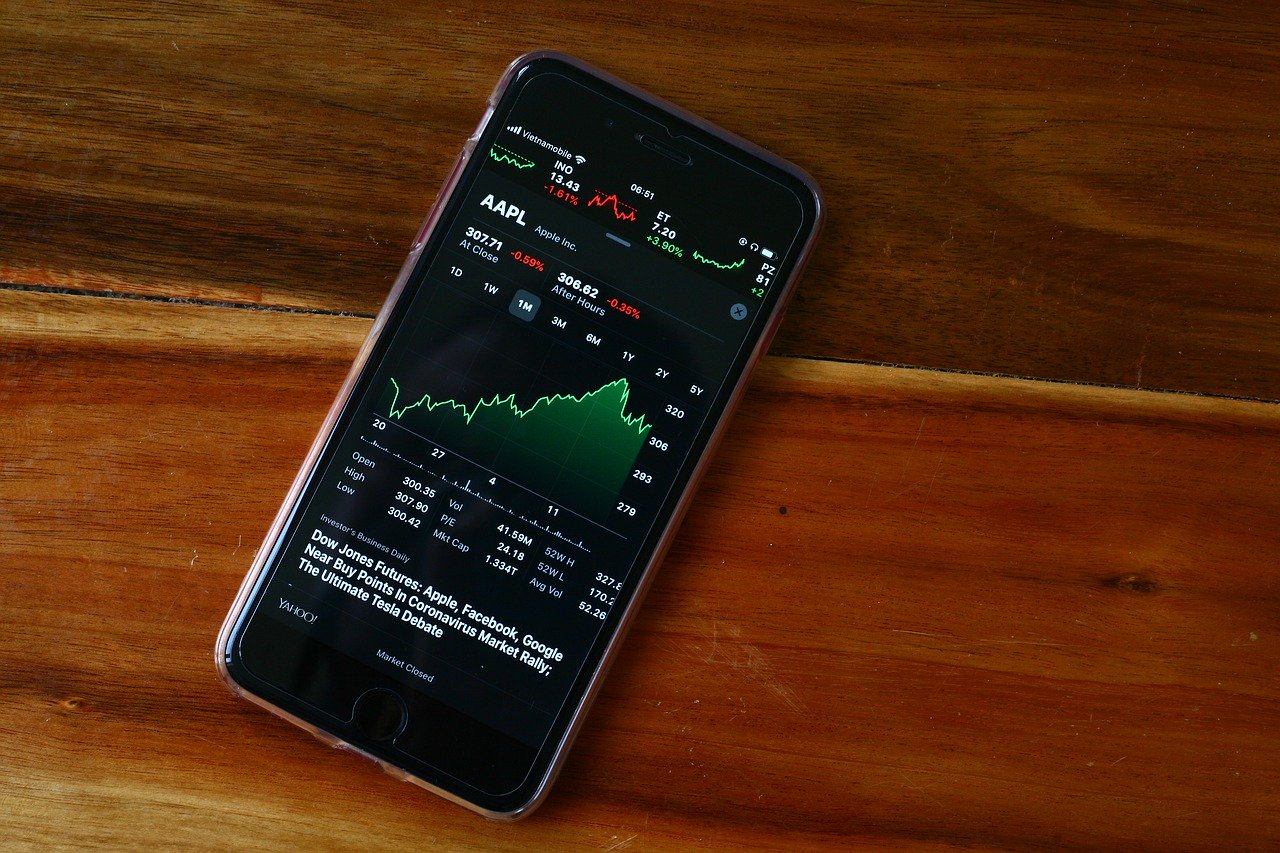 Vietnamobile
06:51
INO
13.43
-1.61%
ET
7.20
+3.90%
PZ
81
+2
AAPL Apple Inc.
307.71 -0.59%
At Close
306.62 -0.35%
After Hours
1D 1W 1M 3M 6M 1Y 2Y 5Y
320
306
293
279
20 27 4 11
Open 300.35
High 307.90
Low 300.42
Vol 41.59M
P/E 24.18
Mkt Cap 1.334T
52W H 327.8
52W L 170.2
Avg Vol 52.26
Investor's Business Daily
Dow Jones Futures: Apple, Facebook, Google
Near Buy Points In Coronavirus Market Rally;
The Ultimate Tesla Debate
YAHOO!
Market Closed